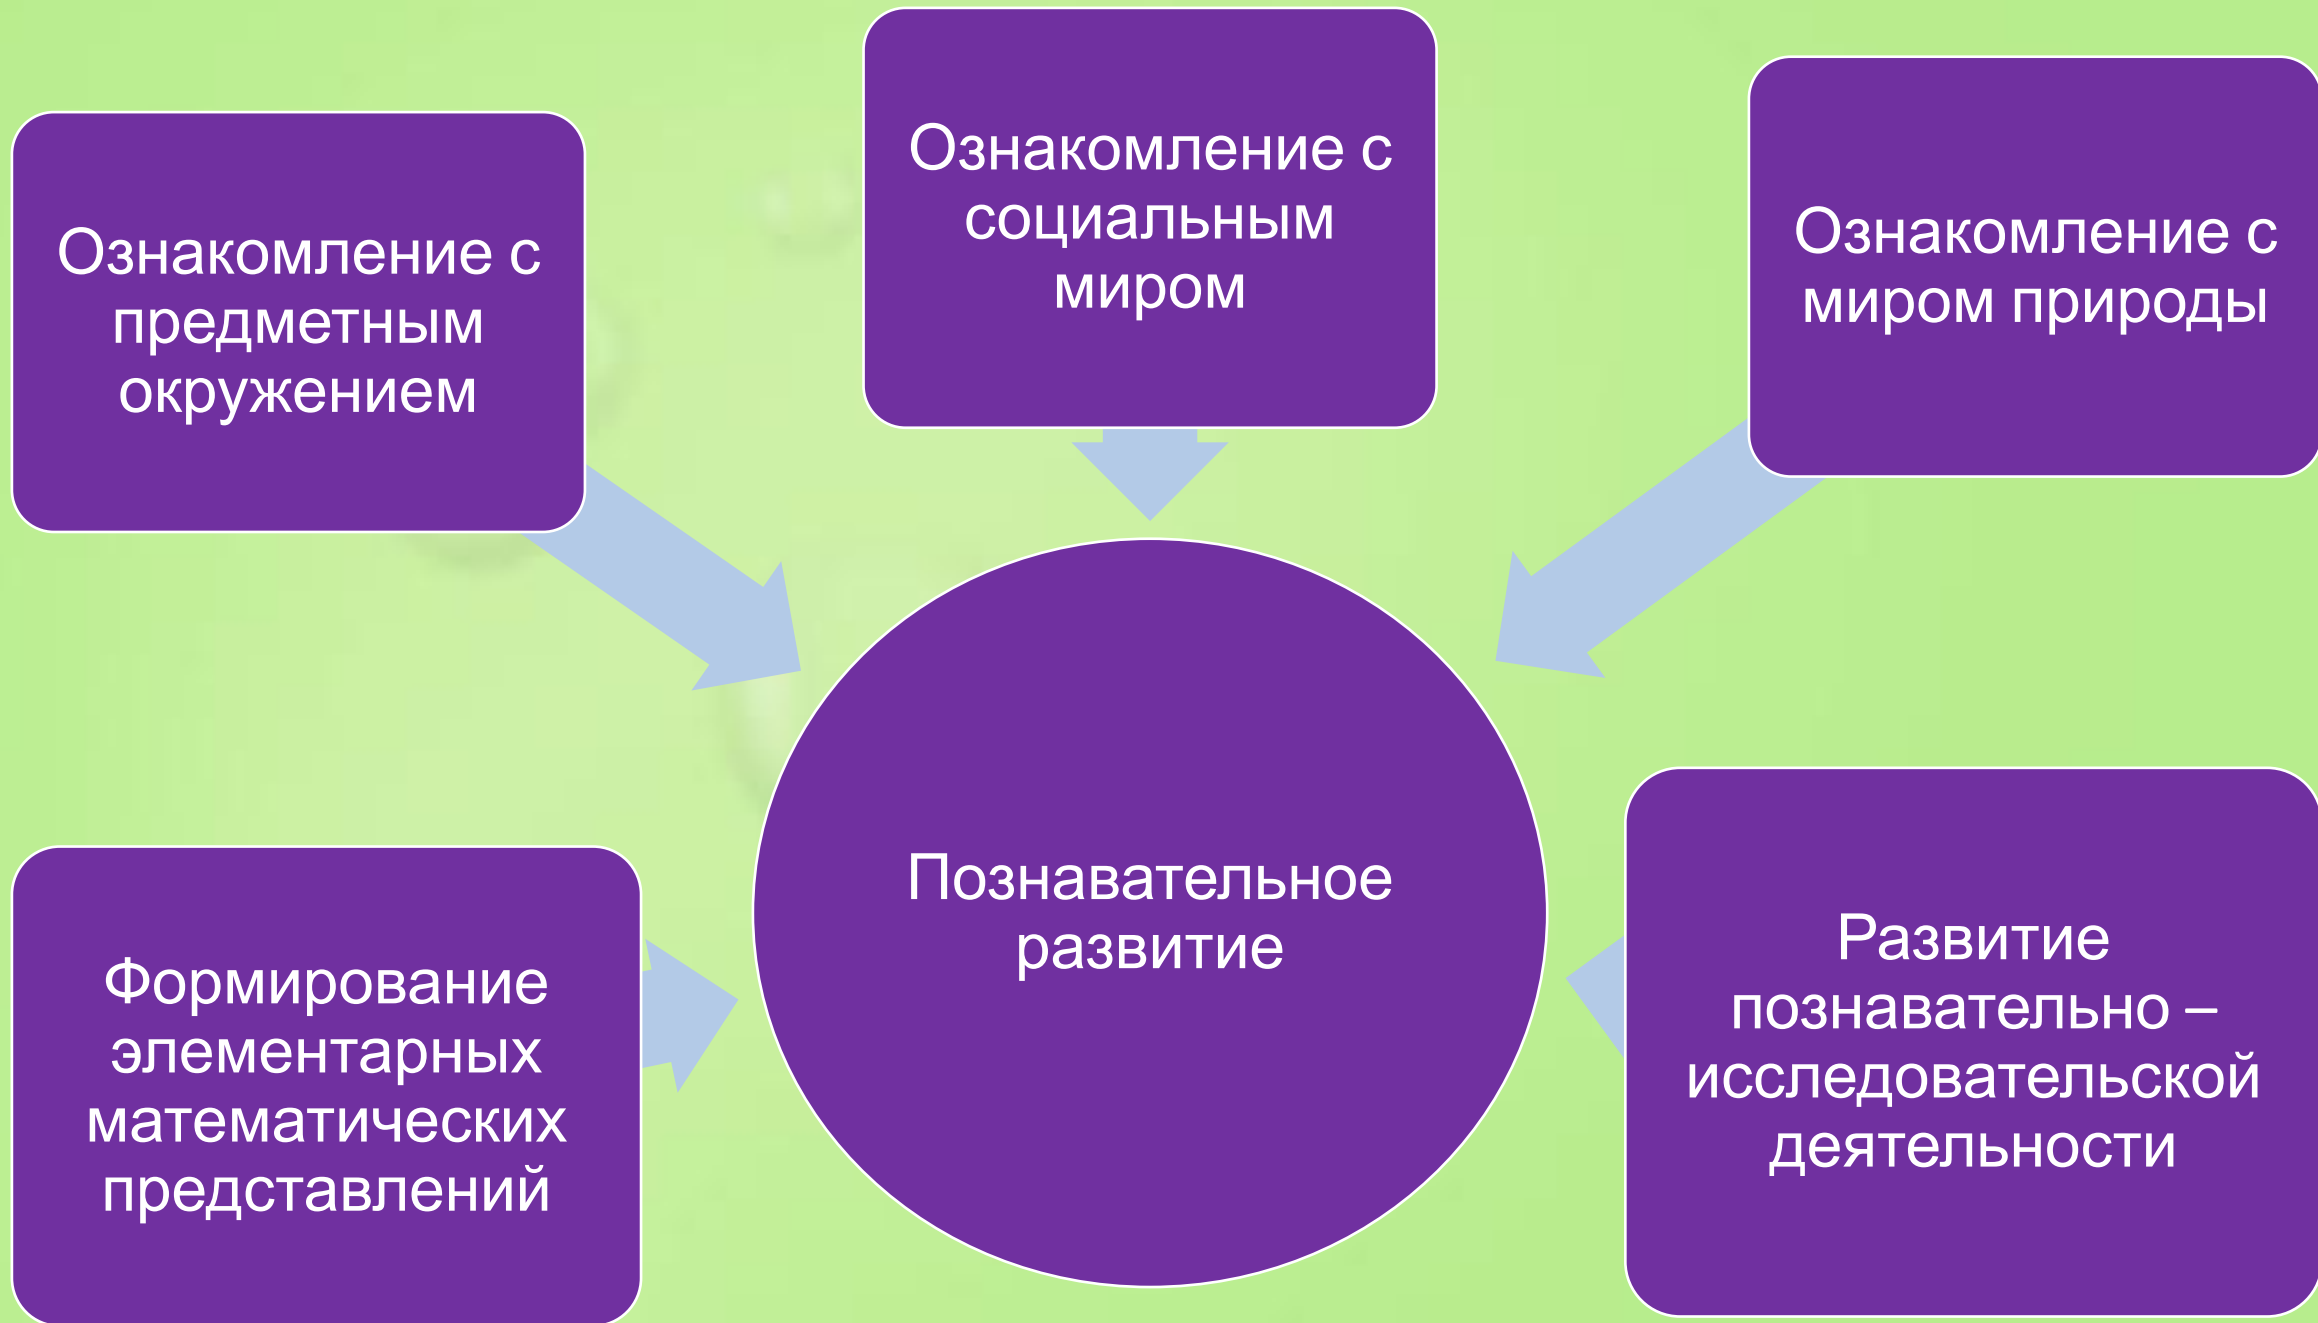 Ознакомление с
предметным
окружением
Ознакомление с
социальным
миром
Ознакомление с
миром природы
Формирование
элементарных
математических
представлений
Познавательное
развитие
Развитие
познавательно –
исследовательской
деятельности